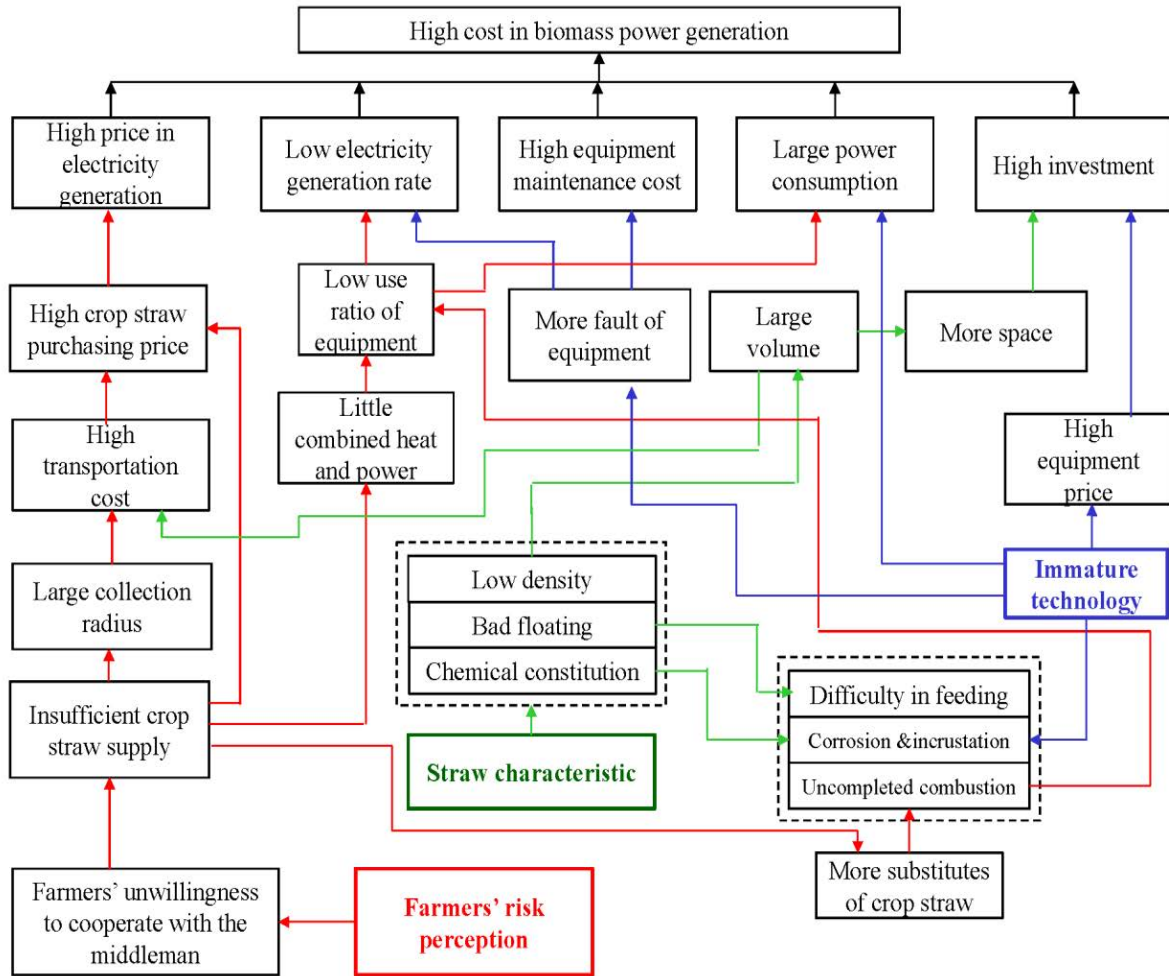 High cost in biomass power generation
High price in
electricity
generation
Low electricity
generation rate
High equipment
maintenance cost
Large power
consumption
High investment
High crop straw
purchasing price
Low use
ratio of
equipment
More fault of
equipment
Large
volume
More space
High
transportation
cost
Little
combined heat
and power
High
equipment
price
Large collection
radius
Low density
Bad floating
Chemical constitution
Immature
technology
Insufficient crop
straw supply
Straw characteristic
Difficulty in feeding
Corrosion &incrustation
Uncompleted combustion
Farmers' unwillingness
to cooperate with the
middleman
Farmers' risk
perception
More substitutes
of crop straw